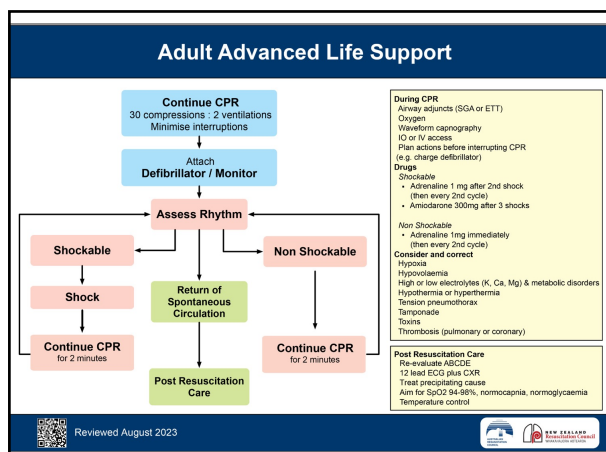 Adult Advanced Life Support
Continue CPR
30 compressions : 2 ventilations
Minimise interruptions
Attach
Defibrillator / Monitor
Assess Rhythm
Shockable
Non Shockable
Shock
Return of
Spontaneous
Circulation
Continue CPR
for 2 minutes
Continue CPR
for 2 minutes
Post Resuscitation
Care
During CPR
Airway adjuncts (SGA or ETT)
Oxygen
Waveform capnography
IO or IV access
Plan actions before interrupting CPR
(e.g. charge defibrillator)
Drugs
Shockable
• Adrenaline 1 mg after 2nd shock
(then every 2nd cycle)
• Amiodarone 300mg after 3 shocks
Non Shockable
• Adrenaline 1mg immediately
(then every 2nd cycle)
Consider and correct
Hypoxia
Hypovolaemia
High or low electrolytes (K, Ca, Mg) & metabolic disorders
Hypothermia or hyperthermia
Tension pneumothorax
Tamponade
Toxins
Thrombosis (pulmonary or coronary)
Post Resuscitation Care
Re-evaluate ABCDE
12 lead ECG plus CXR
Treat precipitating cause
Aim for SpO2 94-98%, normocapnia, normoglycaemia
Temperature control
Reviewed August 2023
AUSTRALIAN
RESUSCITATION
COUNCIL
NEW ZEALAND
Resuscitation Council